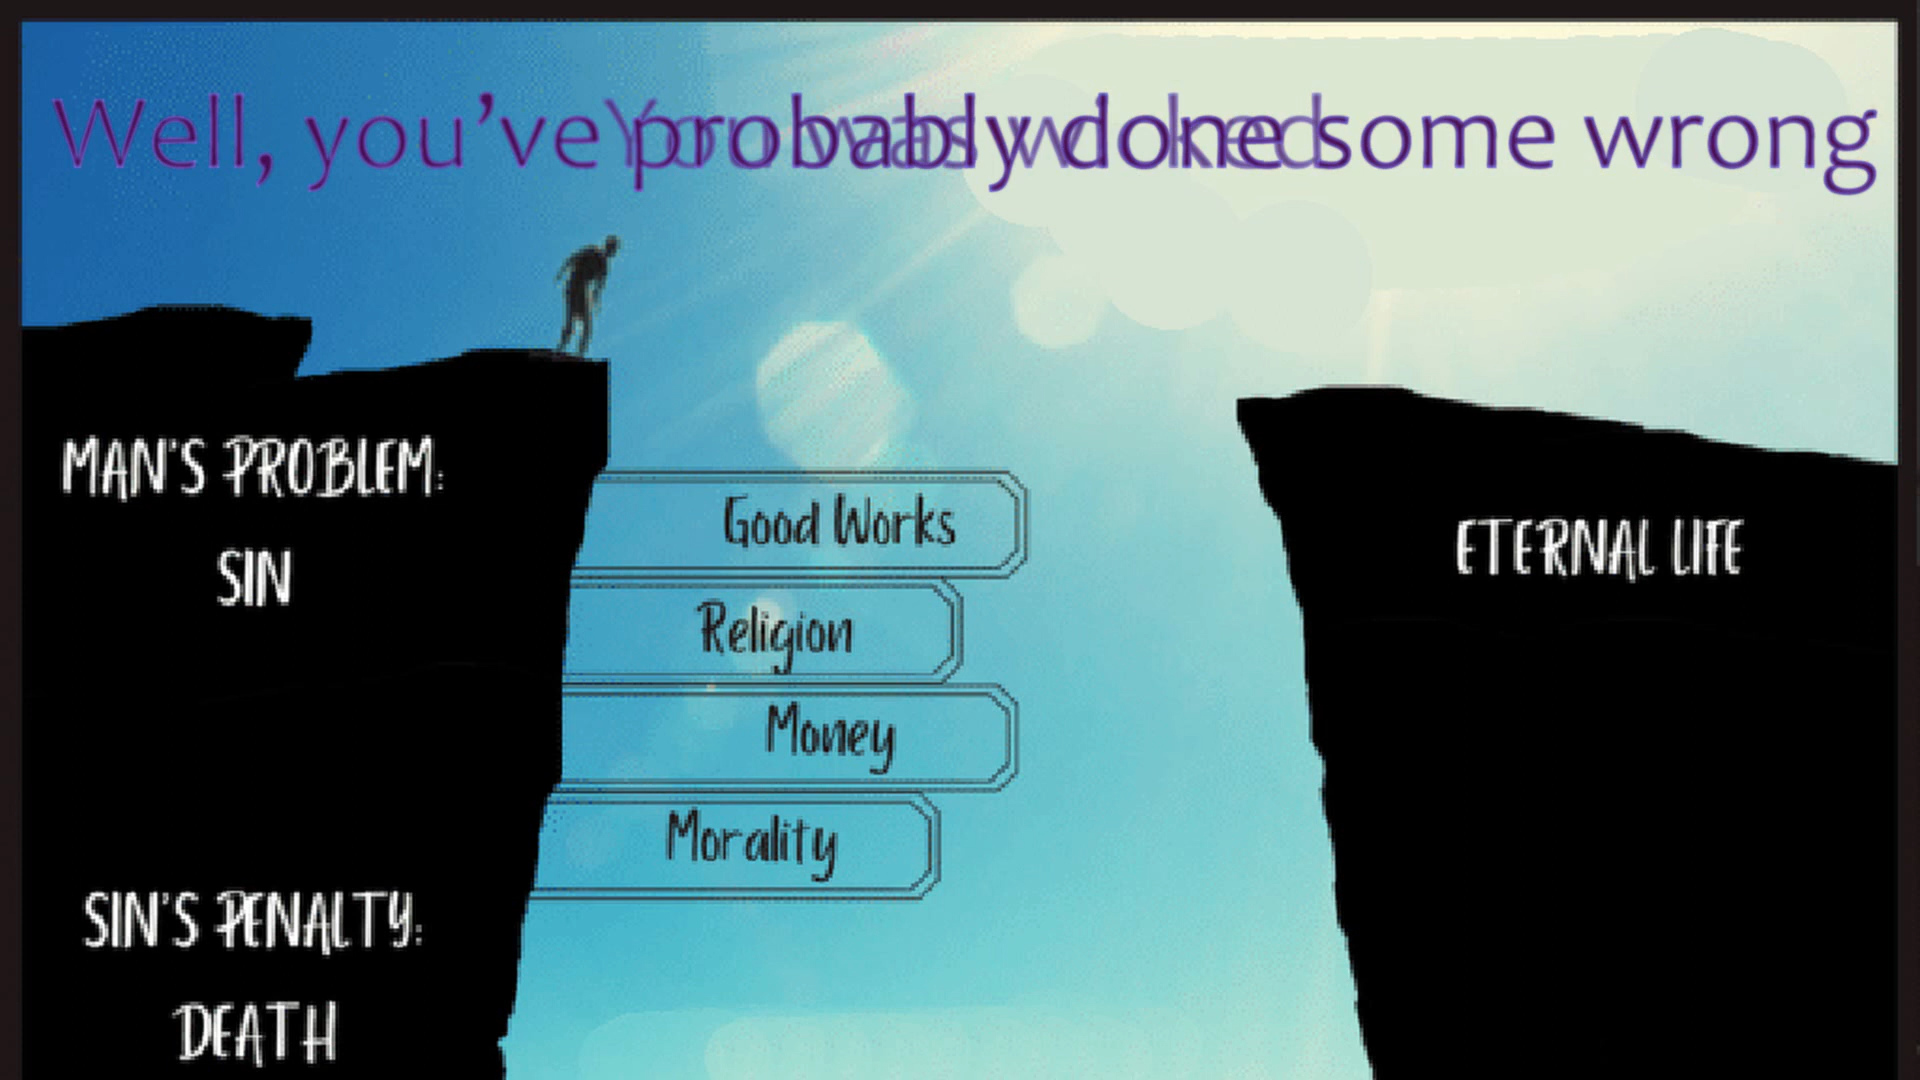 Well, you've probably done some wrong
MAN'S PROBLEM:
SIN
Good Works
Religion
Money
Morality
ETERNAL LIFE
SIN'S PENALTY:
DEATH